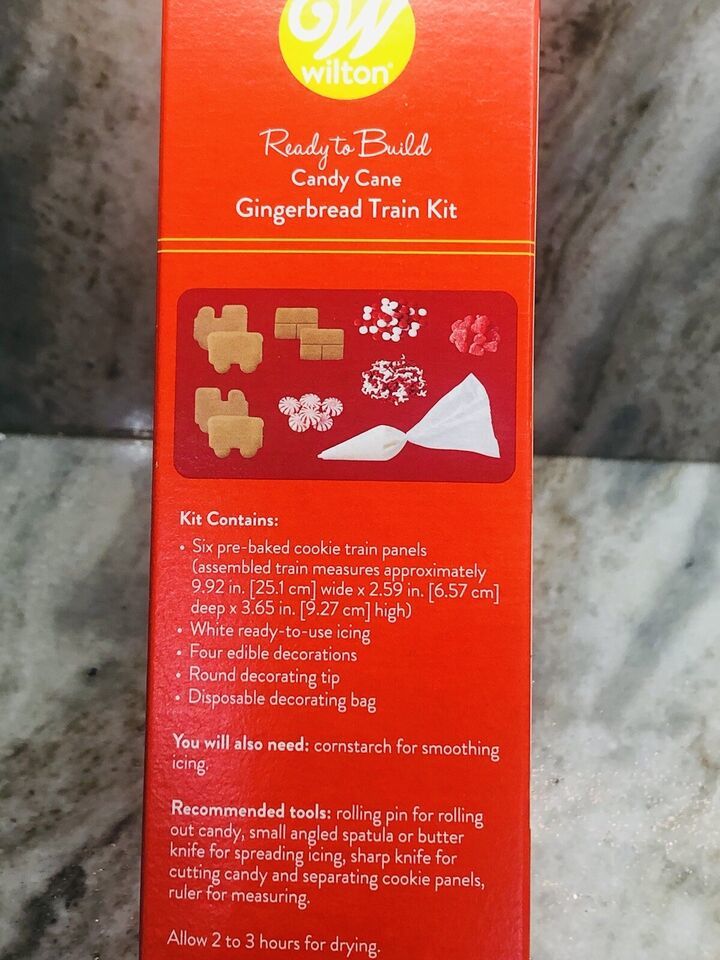 W
wilton®
Ready to Build
Candy Cane
Gingerbread Train Kit
Kit Contains:
• Six pre-baked cookie train panels
(assembled train measures approximately
9.92 in. [25.1 cm] wide x 2.59 in. [6.57 cm]
deep x 3.65 in. [9.27 cm] high)
• White ready-to-use icing
• Four edible decorations
• Round decorating tip
• Disposable decorating bag
You will also need: cornstarch for smoothing
icing.
Recommended tools: rolling pin for rolling
out candy, small angled spatula or butter
knife for spreading icing, sharp knife for
cutting candy and separating cookie panels,
ruler for measuring.
Allow 2 to 3 hours for drying.